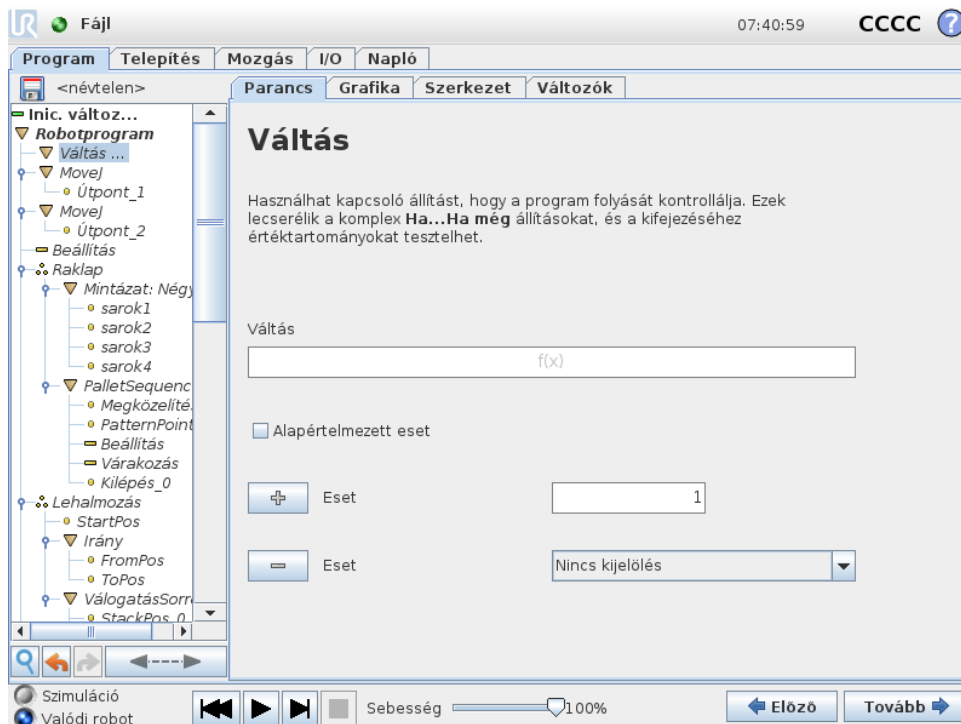 UR Fájl 07:40:59 CCCC ?
Program Telepítés Mozgás I/O Napló
<névtelen>
Parancs Grafika Szerkezet Változók
Inic. változ...
Robotprogram
Váltás ...
MoveJ
Útpont_1
MoveJ
Útpont_2
Beállítás
Raklap
Mintázat: Négy
sarok1
sarok2
sarok3
sarok4
PalletSequenc
Megközelíté
PatternPoint
Beállítás
Várakozás
Kilépés_0
Lehalmozás
StartPos
Irány
FromPos
ToPos
VálogatásSorr
StackPos_0
Váltás
Használhat kapcsoló állítást, hogy a program folyását kontrollálja. Ezek
lecserélik a komplex Ha...Ha még állításokat, és a kifejezéséhez
értéktartományokat tesztelhet.
Váltás
f(x)
Alapértelmezett eset
Eset 1
Eset Nincs kijelölés
Szimuláció
Valódi robot
Sebesség 100%
Előző Tovább